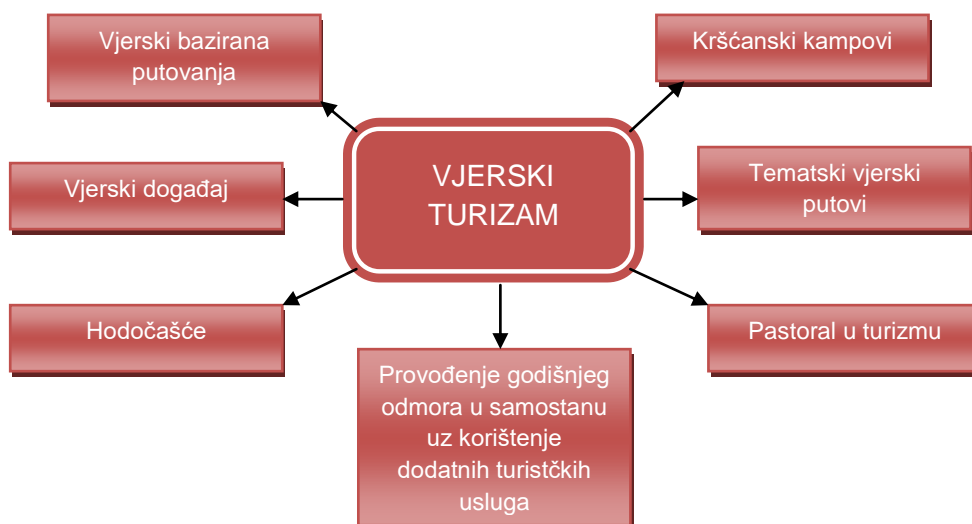 Vjerski bazirana
putovanja
Kršćanski kampovi
VJERSKI
TURIZAM
Vjerski događaj
Tematski vjerski
putovi
Hodočašće
Pastoral u turizmu
Provođenje godišnjeg
odmora u samostanu
uz korištenje
dodatnih turistčkih
usluga